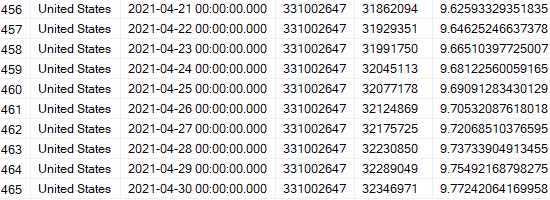 456 United States 2021-04-21 00:00:00.000 331002647 31862094 9.62593329351835
457 United States 2021-04-22 00:00:00.000 331002647 31929351 9.64625246637378
458 United States 2021-04-23 00:00:00.000 331002647 31991750 9.66510397725007
459 United States 2021-04-24 00:00:00.000 331002647 32045113 9.68122560059165
460 United States 2021-04-25 00:00:00.000 331002647 32077178 9.69091283430129
461 United States 2021-04-26 00:00:00.000 331002647 32124869 9.70532087618018
462 United States 2021-04-27 00:00:00.000 331002647 32175725 9.72068510376595
463 United States 2021-04-28 00:00:00.000 331002647 32230850 9.73733904913455
464 United States 2021-04-29 00:00:00.000 331002647 32289049 9.75492168798275
465 United States 2021-04-30 00:00:00.000 331002647 32346971 9.77242064169958